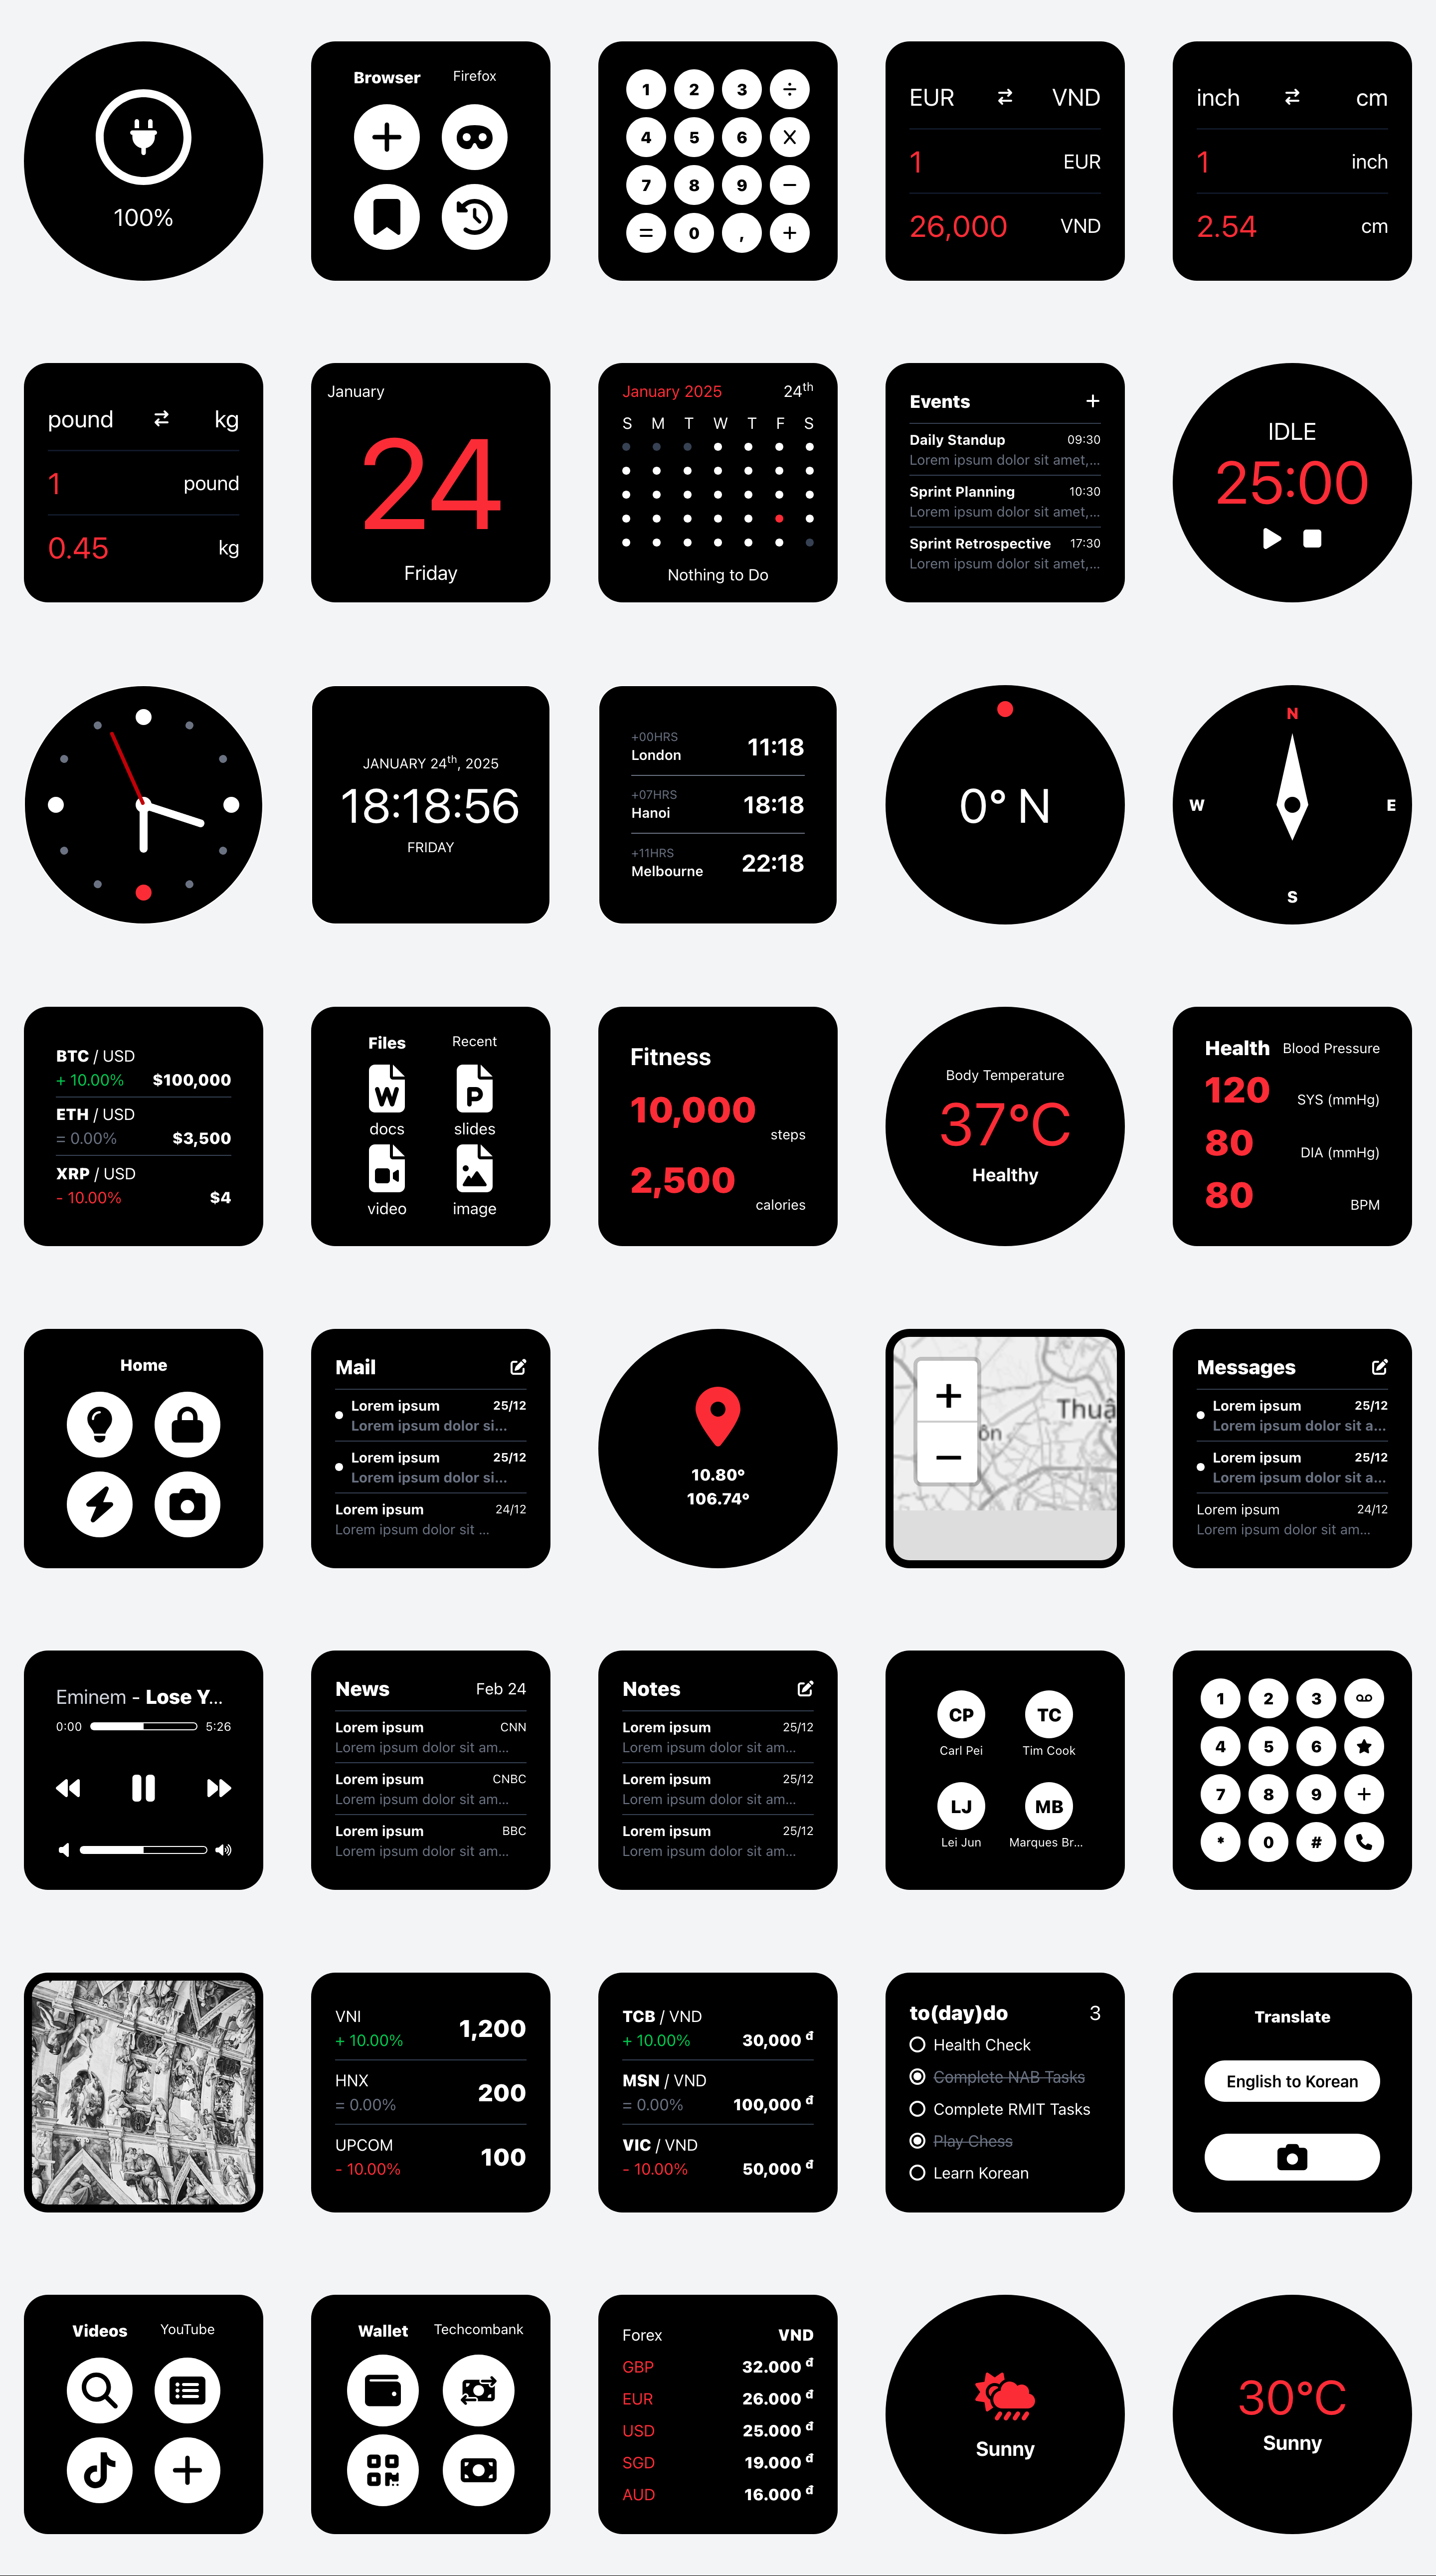 100%
Browser Firefox
1 2 3 ÷
4 5 6 X
7 8 9 −
= 0 , +
EUR ⇄ VND
1 EUR
26,000 VND
inch ⇄ cm
1 inch
2.54 cm
pound ⇄ kg
1 pound
0.45 kg
January
24
Friday
January 2025 24th
S M T W T F S
Nothing to Do
Events +
Daily Standup 09:30
Lorem ipsum dolor sit amet,...
Sprint Planning 10:30
Lorem ipsum dolor sit amet,...
Sprint Retrospective 17:30
Lorem ipsum dolor sit amet,...
IDLE
25:00
JANUARY 24th, 2025
18:18:56
FRIDAY
+00HRS
London 11:18
+07HRS
Hanoi 18:18
+11HRS
Melbourne 22:18
0° N
N
W E
S
BTC / USD
+ 10.00% $100,000
ETH / USD
= 0.00% $3,500
XRP / USD
- 10.00% $4
Files Recent
W P
docs slides
video image
Fitness
10,000
steps
2,500
calories
Body Temperature
37°C
Healthy
Health Blood Pressure
120 SYS (mmHg)
80 DIA (mmHg)
80 BPM
Home
Mail
Lorem ipsum 25/12
Lorem ipsum dolor si...
Lorem ipsum 25/12
Lorem ipsum dolor si...
Lorem ipsum 24/12
Lorem ipsum dolor sit ...
10.80°
106.74°
+
−
Thuậ
ôn
Messages
Lorem ipsum 25/12
Lorem ipsum dolor sit a...
Lorem ipsum 25/12
Lorem ipsum dolor sit a...
Lorem ipsum 24/12
Lorem ipsum dolor sit am...
Eminem - Lose Y...
0:00 5:26
News Feb 24
Lorem ipsum CNN
Lorem ipsum dolor sit am...
Lorem ipsum CNBC
Lorem ipsum dolor sit am...
Lorem ipsum BBC
Lorem ipsum dolor sit am...
Notes
Lorem ipsum 25/12
Lorem ipsum dolor sit am...
Lorem ipsum 25/12
Lorem ipsum dolor sit am...
Lorem ipsum 25/12
Lorem ipsum dolor sit am...
CP TC
Carl Pei Tim Cook
LJ MB
Lei Jun Marques Br...
1 2 3
4 5 6
7 8 9 +
* 0 #
VNI
+ 10.00% 1,200
HNX
= 0.00% 200
UPCOM
- 10.00% 100
TCB / VND
+ 10.00% 30,000 đ
MSN / VND
= 0.00% 100,000 đ
VIC / VND
- 10.00% 50,000 đ
to(day)do 3
Health Check
Complete NAB Tasks
Complete RMIT Tasks
Play Chess
Learn Korean
Translate
English to Korean
Videos YouTube
Wallet Techcombank
Forex VND
GBP 32.000 đ
EUR 26.000 đ
USD 25.000 đ
SGD 19.000 đ
AUD 16.000 đ
Sunny
30°C
Sunny